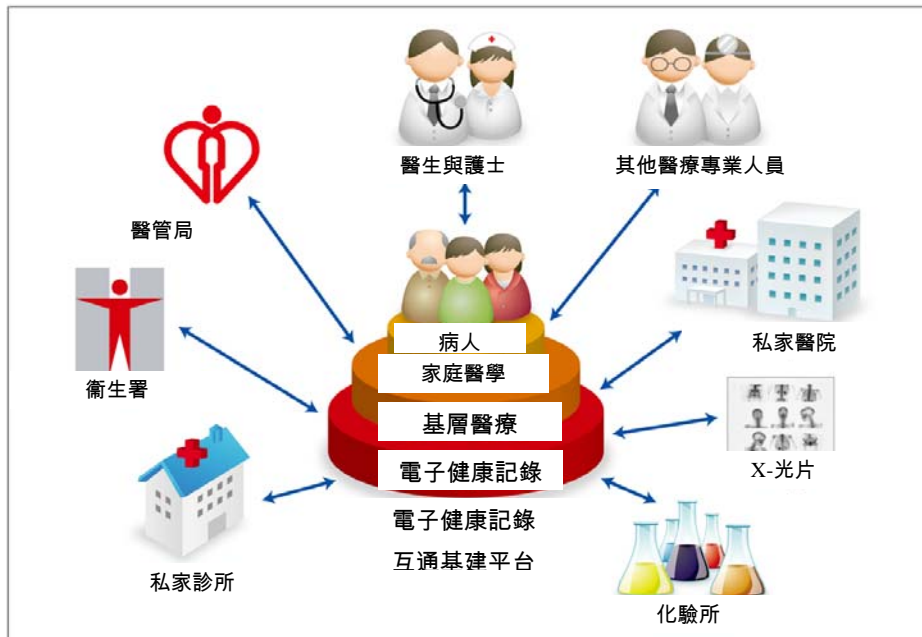 醫生與護士
其他醫療專業人員
醫管局
私家醫院
衞生署
病人
家庭醫學
基層醫療
電子健康記錄
X-光片
電子健康記錄
互通基建平台
私家診所
化驗所